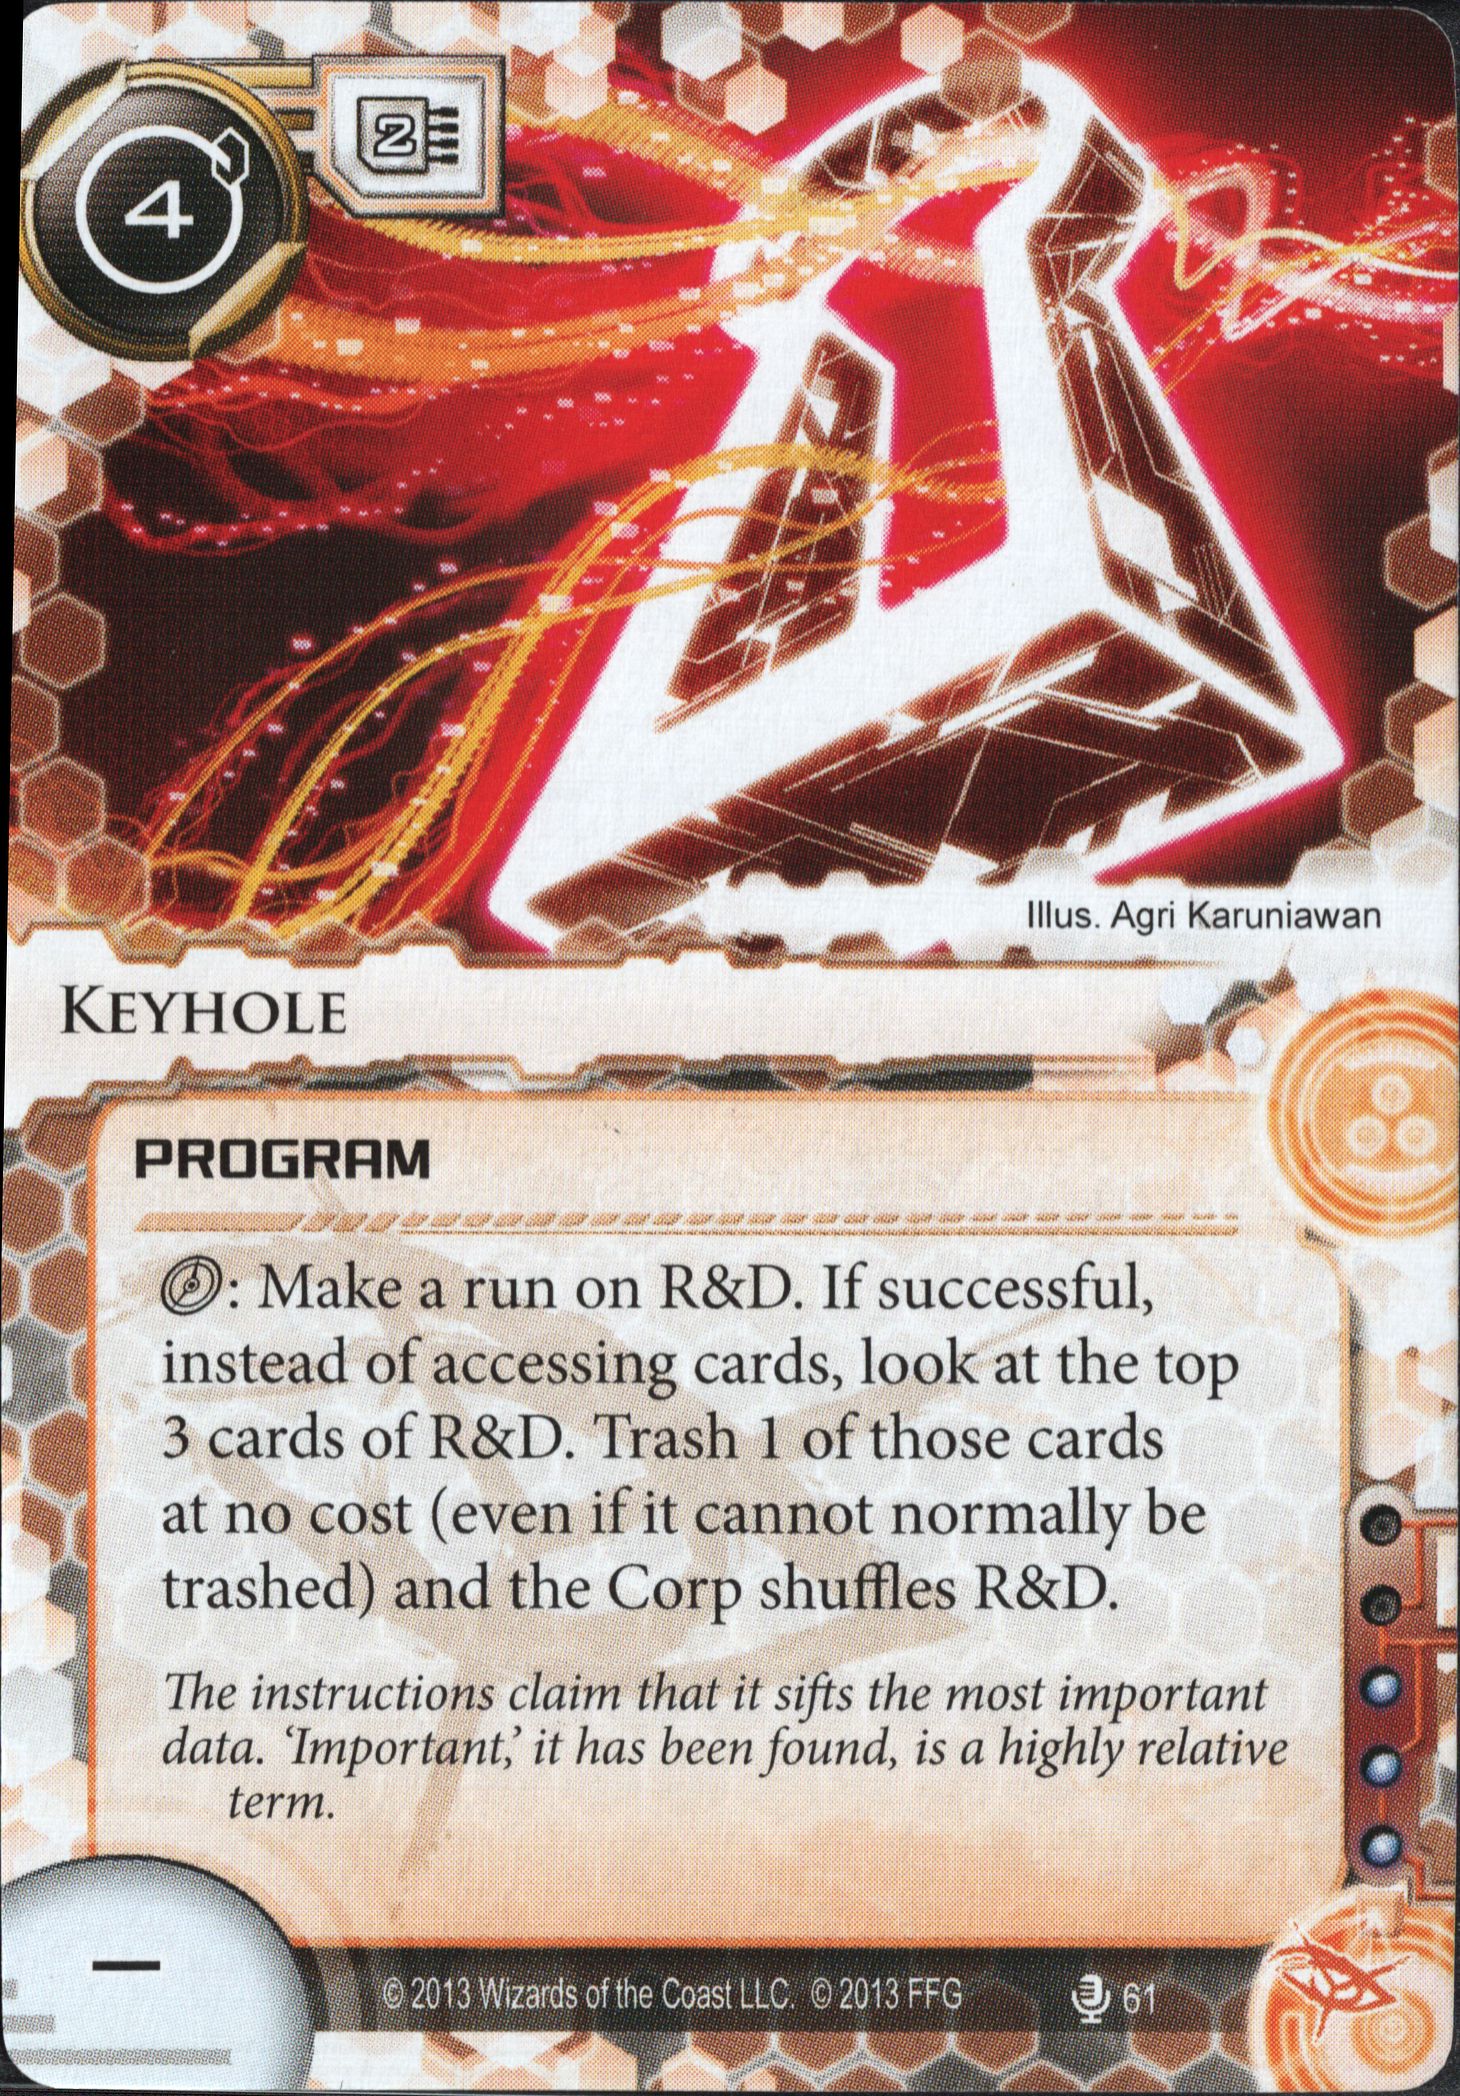 4
2
Illus. Agri Karuniawan
KEYHOLE
PROGRAM
: Make a run on R&D. If successful,
instead of accessing cards, look at the top
3 cards of R&D. Trash 1 of those cards
at no cost (even if it cannot normally be
trashed) and the Corp shuffles R&D.
The instructions claim that it sifts the most important
data. ‘Important,’ it has been found, is a highly relative
term.
–
© 2013 Wizards of the Coast LLC. © 2013 FFG
61